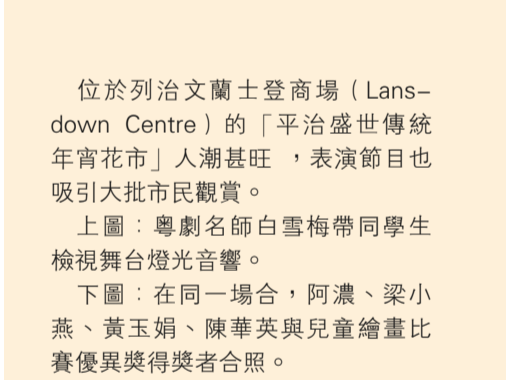 位於列治文蘭士登商場（Lans-
down Centre）的「平治盛世傳統
年宵花市」人潮甚旺 ，表演節目也
吸引大批市民觀賞。
上圖：粵劇名師白雪梅帶同學生
檢視舞台燈光音響。
下圖：在同一場合，阿濃、梁小
燕、黃玉娟、陳華英與兒童繪畫比
賽優異獎得獎者合照。